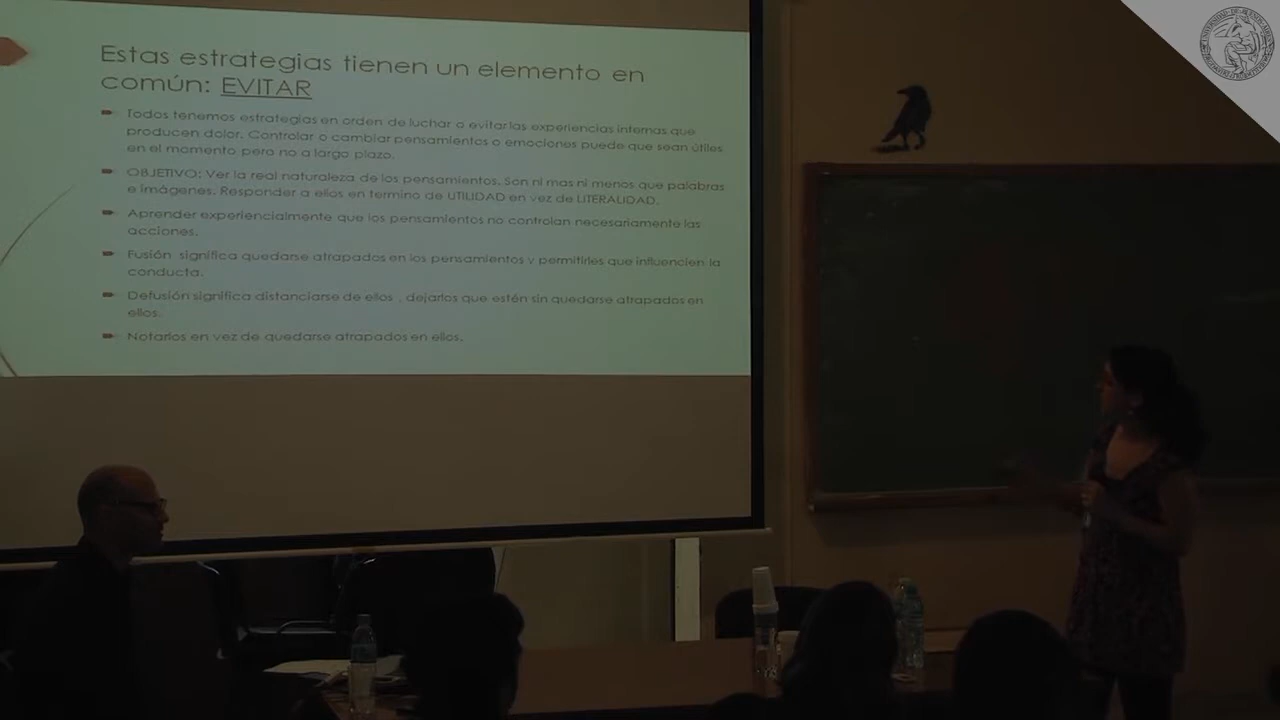 Estas estrategias tienen un elemento en
común: EVITAR
Todos tenemos estrategias en orden de luchar o evitar las experiencias internas que
producen dolor. Controlar o cambiar pensamientos o emociones puede que sean útiles
en el momento pero no a largo plazo.
OBJETIVO: Ver la real naturaleza de los pensamientos. Son ni mas ni menos que palabras
e imágenes. Responder a ellos en termino de UTILIDAD en vez de LITERALIDAD.
Aprender experiencialmente que los pensamientos no controlan necesariamente las
acciones.
Fusión significa quedarse atrapados en los pensamientos y permitirles que influencien la
conducta.
Defusión significa distanciarse de ellos , dejarlos que estén sin quedarse atrapados en
ellos.
Notarlos en vez de quedarse atrapados en ellos.